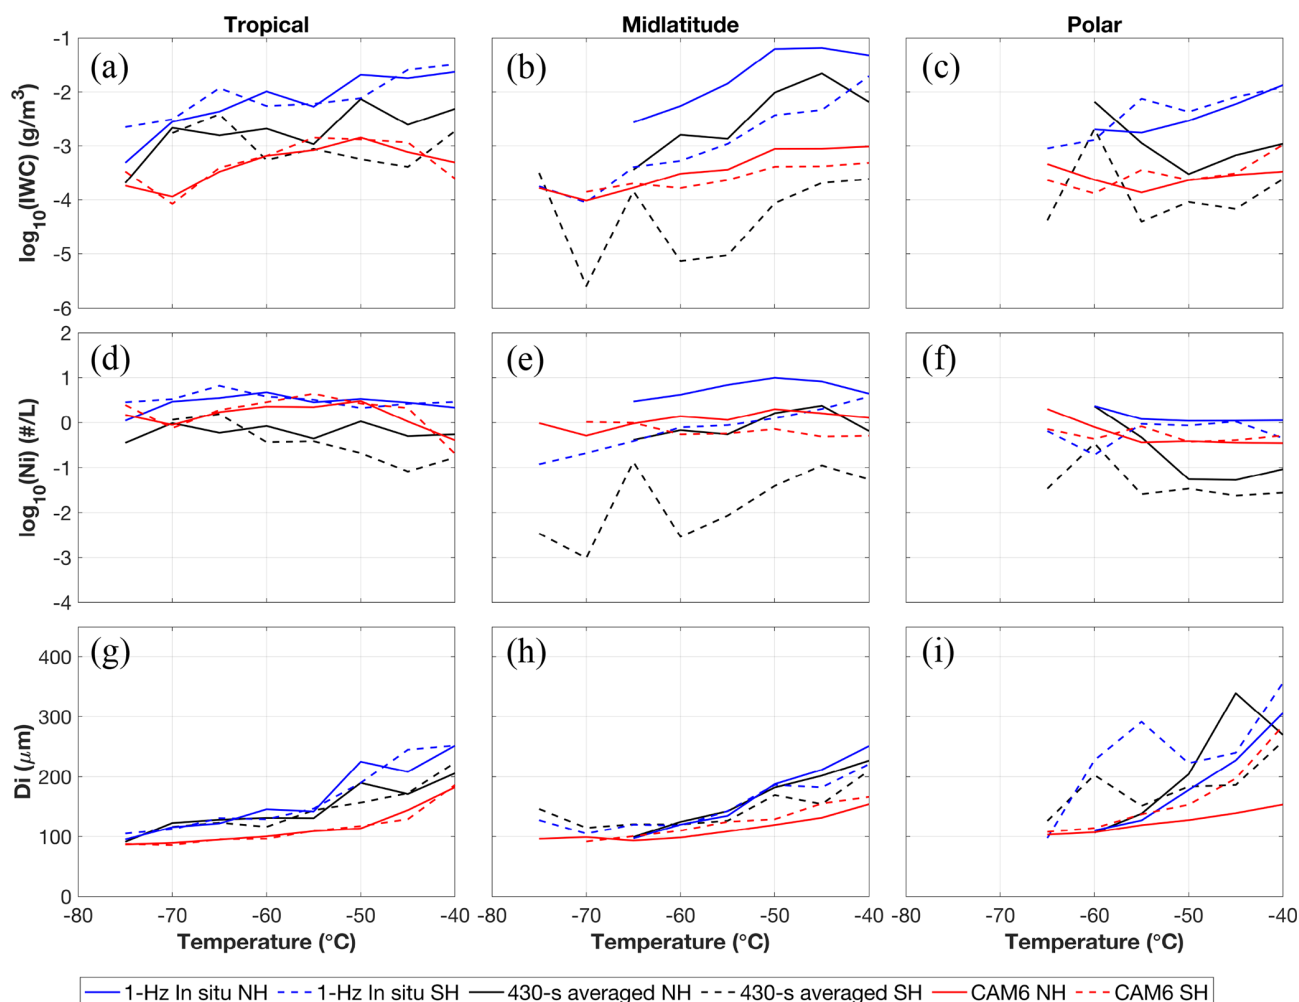 Tropical Midlatitude Polar
(a) (b) (c)
-1
-2
-3
-4
-5
-6
log10(IWC) (g/m3)
(d) (e) (f)
2
1
0
-1
-2
-3
-4
log10(Ni) (#/L)
(g) (h) (i)
400
300
200
100
0
Di (μm)
-80 -70 -60 -50 -40 -80 -70 -60 -50 -40 -80 -70 -60 -50 -40
Temperature (°C) Temperature (°C) Temperature (°C)
1-Hz In situ NH 1-Hz In situ SH 430-s averaged NH 430-s averaged SH CAM6 NH CAM6 SH